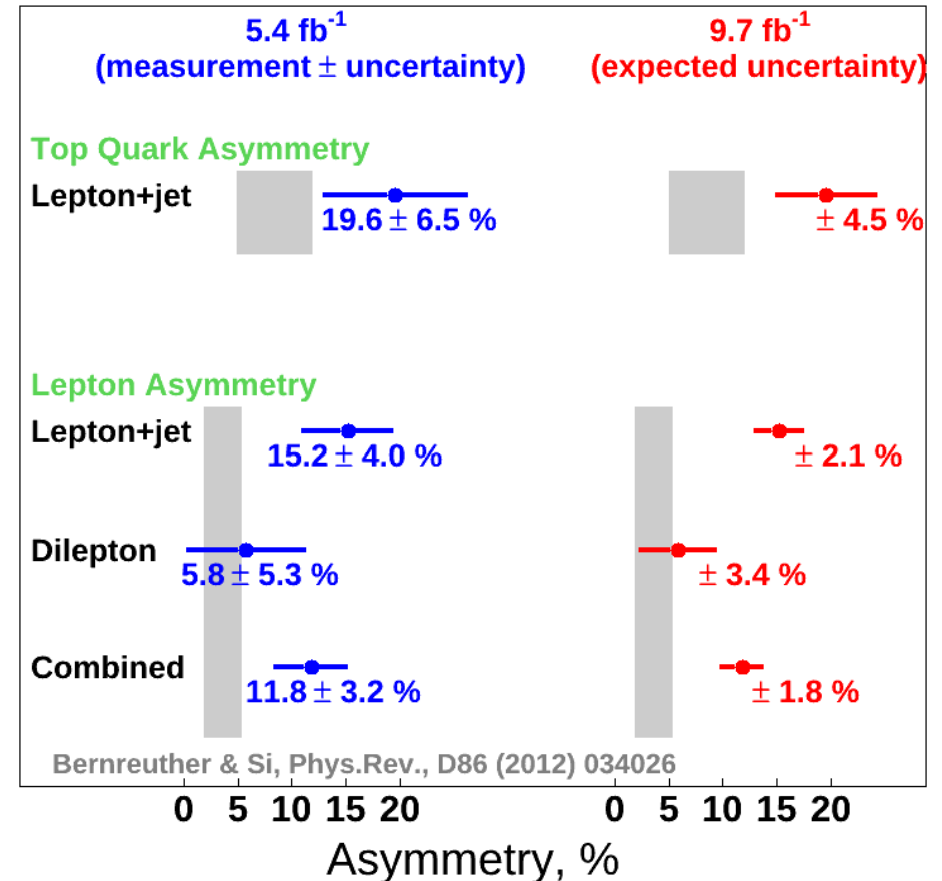 5.4 fb-1 9.7 fb-1
(measurement ± uncertainty) (expected uncertainty)
Top Quark Asymmetry
Lepton+jet
19.6 ± 6.5 % ± 4.5 %
Lepton Asymmetry
Lepton+jet
15.2 ± 4.0 % ± 2.1 %
Dilepton
5.8 ± 5.3 % ± 3.4 %
Combined
11.8 ± 3.2 % ± 1.8 %
Bernreuther & Si, Phys.Rev., D86 (2012) 034026
0 5 10 15 20 0 5 10 15 20
Asymmetry, %